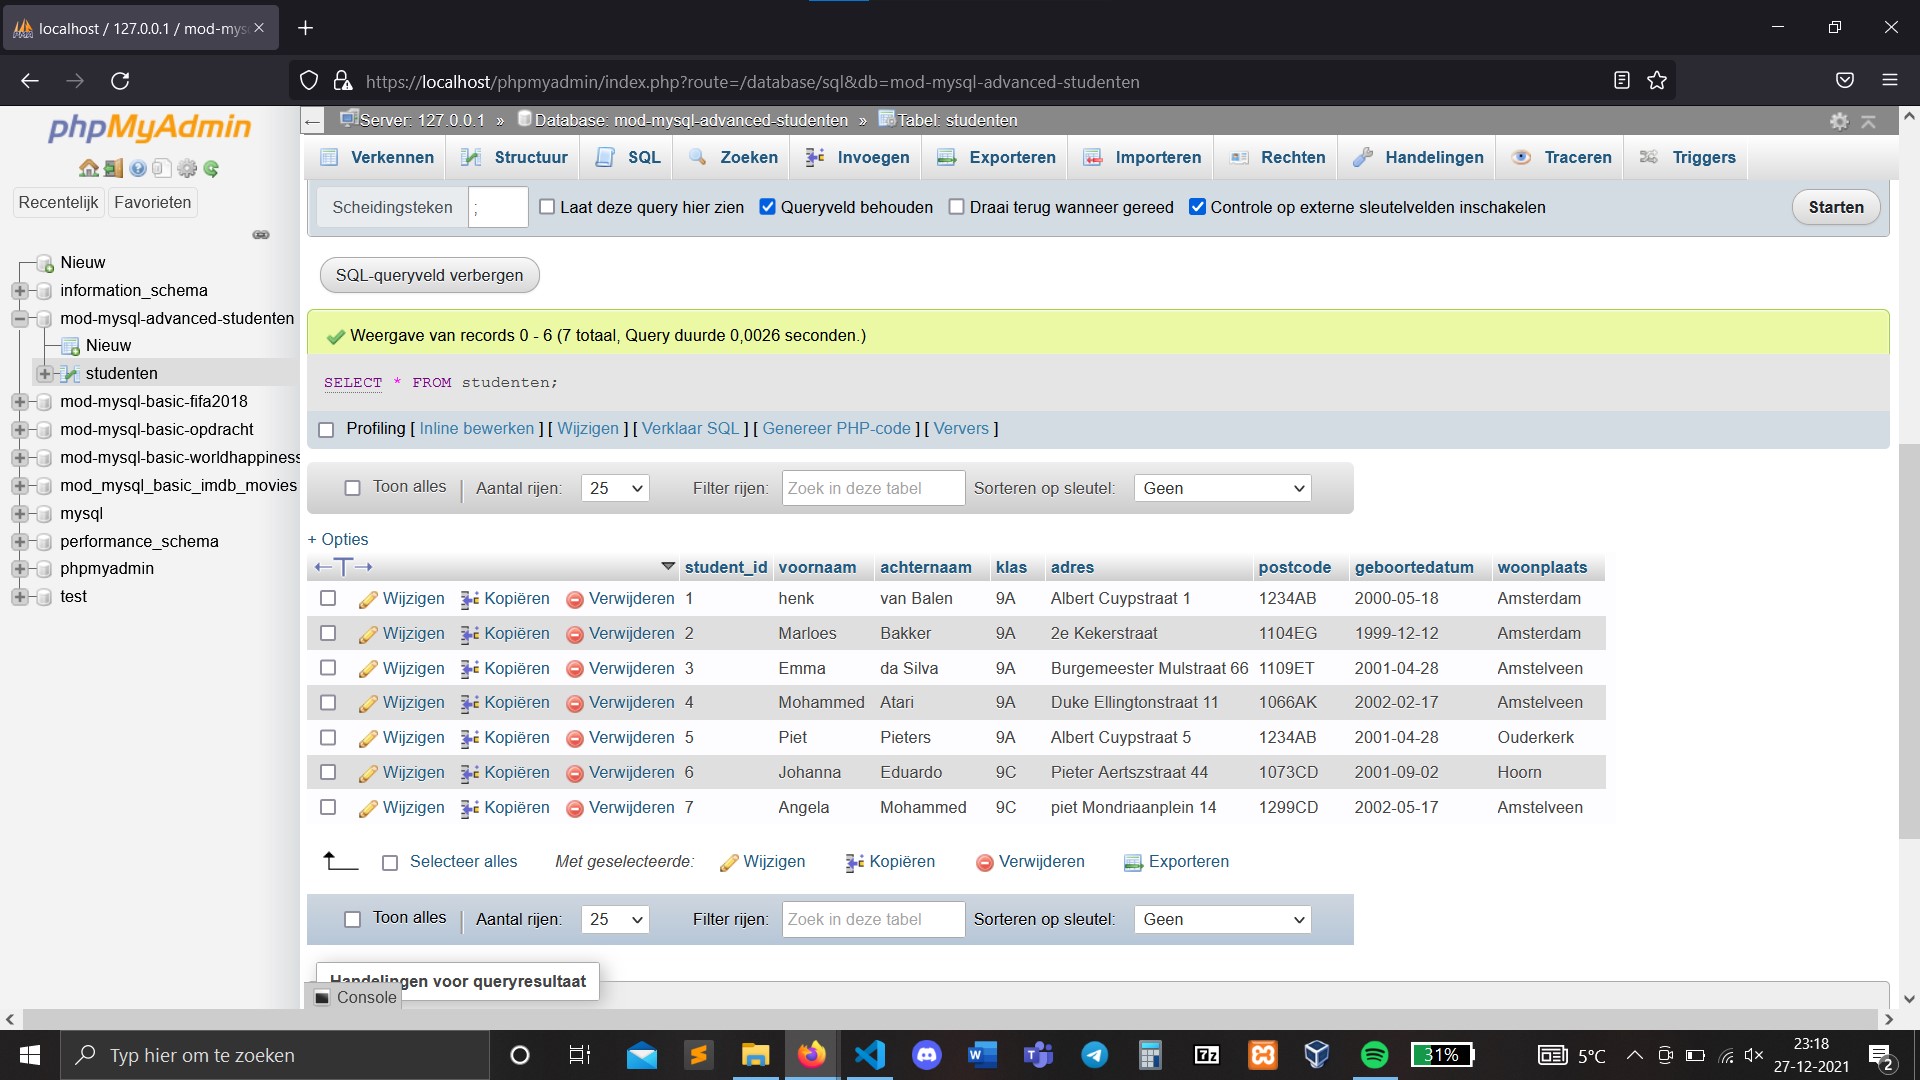 localhost / 127.0.0.1 / mod-mys
https://localhost/phpmyadmin/index.php?route=/database/sql&db=mod-mysql-advanced-studenten
phpMyAdmin
Recentelijk Favorieten
Nieuw
information_schema
mod-mysql-advanced-studenten
Nieuw
studenten
mod-mysql-basic-fifa2018
mod-mysql-basic-opdracht
mod-mysql-basic-worldhappiness
mod_mysql_basic_imdb_movies
mysql
performance_schema
phpmyadmin
test
Server: 127.0.0.1 » Database: mod-mysql-advanced-studenten » Tabel: studenten
Verkennen Structuur SQL Zoeken Invoegen Exporteren Importeren Rechten Handelingen Traceren Triggers
Scheidingsteken ; Laat deze query hier zien Queryveld behouden Draai terug wanneer gereed Controle op externe sleutelvelden inschakelen Starten
SQL-queryveld verbergen
Weergave van records 0 - 6 (7 totaal, Query duurde 0,0026 seconden.)
SELECT * FROM studenten;
Profiling [ Inline bewerken ] [ Wijzigen ] [ Verklaar SQL ] [ Genereer PHP-code ] [ Ververs ]
Toon alles | Aantal rijen: 25 Filter rijen: Zoek in deze tabel Sorteren op sleutel: Geen
+ Opties
←T→ student_id voornaam achternaam klas adres postcode geboortedatum woonplaats
Wijzigen Kopiëren Verwijderen 1 henk van Balen 9A Albert Cuypstraat 1 1234AB 2000-05-18 Amsterdam
Wijzigen Kopiëren Verwijderen 2 Marloes Bakker 9A 2e Kekerstraat 1104EG 1999-12-12 Amsterdam
Wijzigen Kopiëren Verwijderen 3 Emma da Silva 9A Burgemeester Mulstraat 66 1109ET 2001-04-28 Amstelveen
Wijzigen Kopiëren Verwijderen 4 Mohammed Atari 9A Duke Ellingtonstraat 11 1066AK 2002-02-17 Amstelveen
Wijzigen Kopiëren Verwijderen 5 Piet Pieters 9A Albert Cuypstraat 5 1234AB 2001-04-28 Ouderkerk
Wijzigen Kopiëren Verwijderen 6 Johanna Eduardo 9C Pieter Aertszstraat 44 1073CD 2001-09-02 Hoorn
Wijzigen Kopiëren Verwijderen 7 Angela Mohammed 9C piet Mondriaanplein 14 1299CD 2002-05-17 Amstelveen
Selecteer alles Met geselecteerde: Wijzigen Kopiëren Verwijderen Exporteren
Toon alles | Aantal rijen: 25 Filter rijen: Zoek in deze tabel Sorteren op sleutel: Geen
Handelingen voor queryresultaat
Console
Typ hier om te zoeken
31%
5°C
23:18
27-12-2021
2